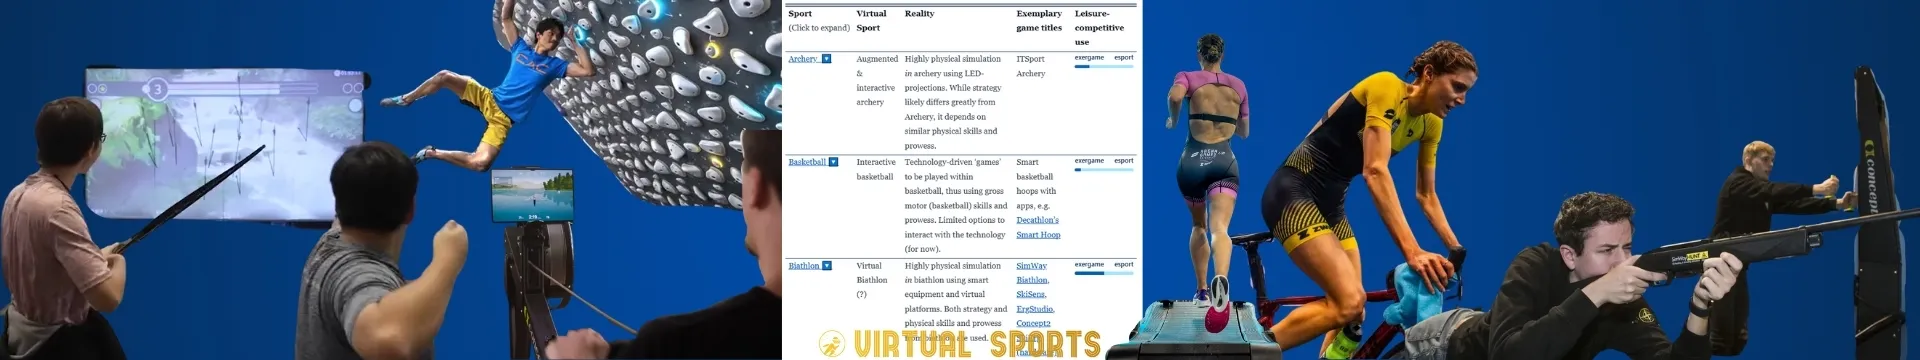 3
Sport
(Click to expand)
Virtual
Sport
Reality
Exemplary
game titles
Leisure-
competitive
use
Archery
Augmented
&
interactive
archery
Highly physical simulation
in archery using LED-
projections. While strategy
likely differs greatly from
Archery, it depends on
similar physical skills and
prowess.
ITSport
Archery
exergame esport
Basketball
Interactive
basketball
Technology-driven 'games'
to be played within
basketball, thus using gross
motor (basketball) skills and
prowess. Limited options to
interact with the technology
(for now).
Smart
basketball
hoops with
apps, e.g.
Decathlon's
Smart Hoop
exergame esport
Biathlon
Virtual
Biathlon
(?)
Highly physical simulation
in biathlon using smart
equipment and virtual
platforms. Both strategy and
physical skills and prowess
used.
SimWay
Biathlon,
SkiSens,
ErgStudio,
Concept2
exergame esport
VIRTUAL SPORTS
concept
HUNT